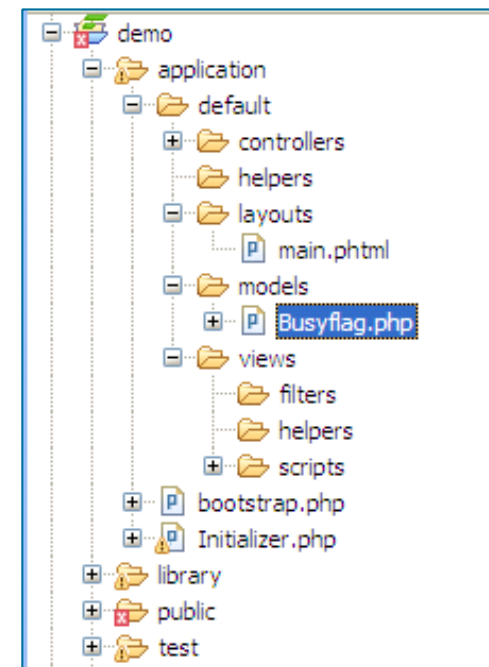 demo
application
default
controllers
helpers
layouts
main.phtml
models
Busyflag.php
views
filters
helpers
scripts
bootstrap.php
Initializer.php
library
public
test